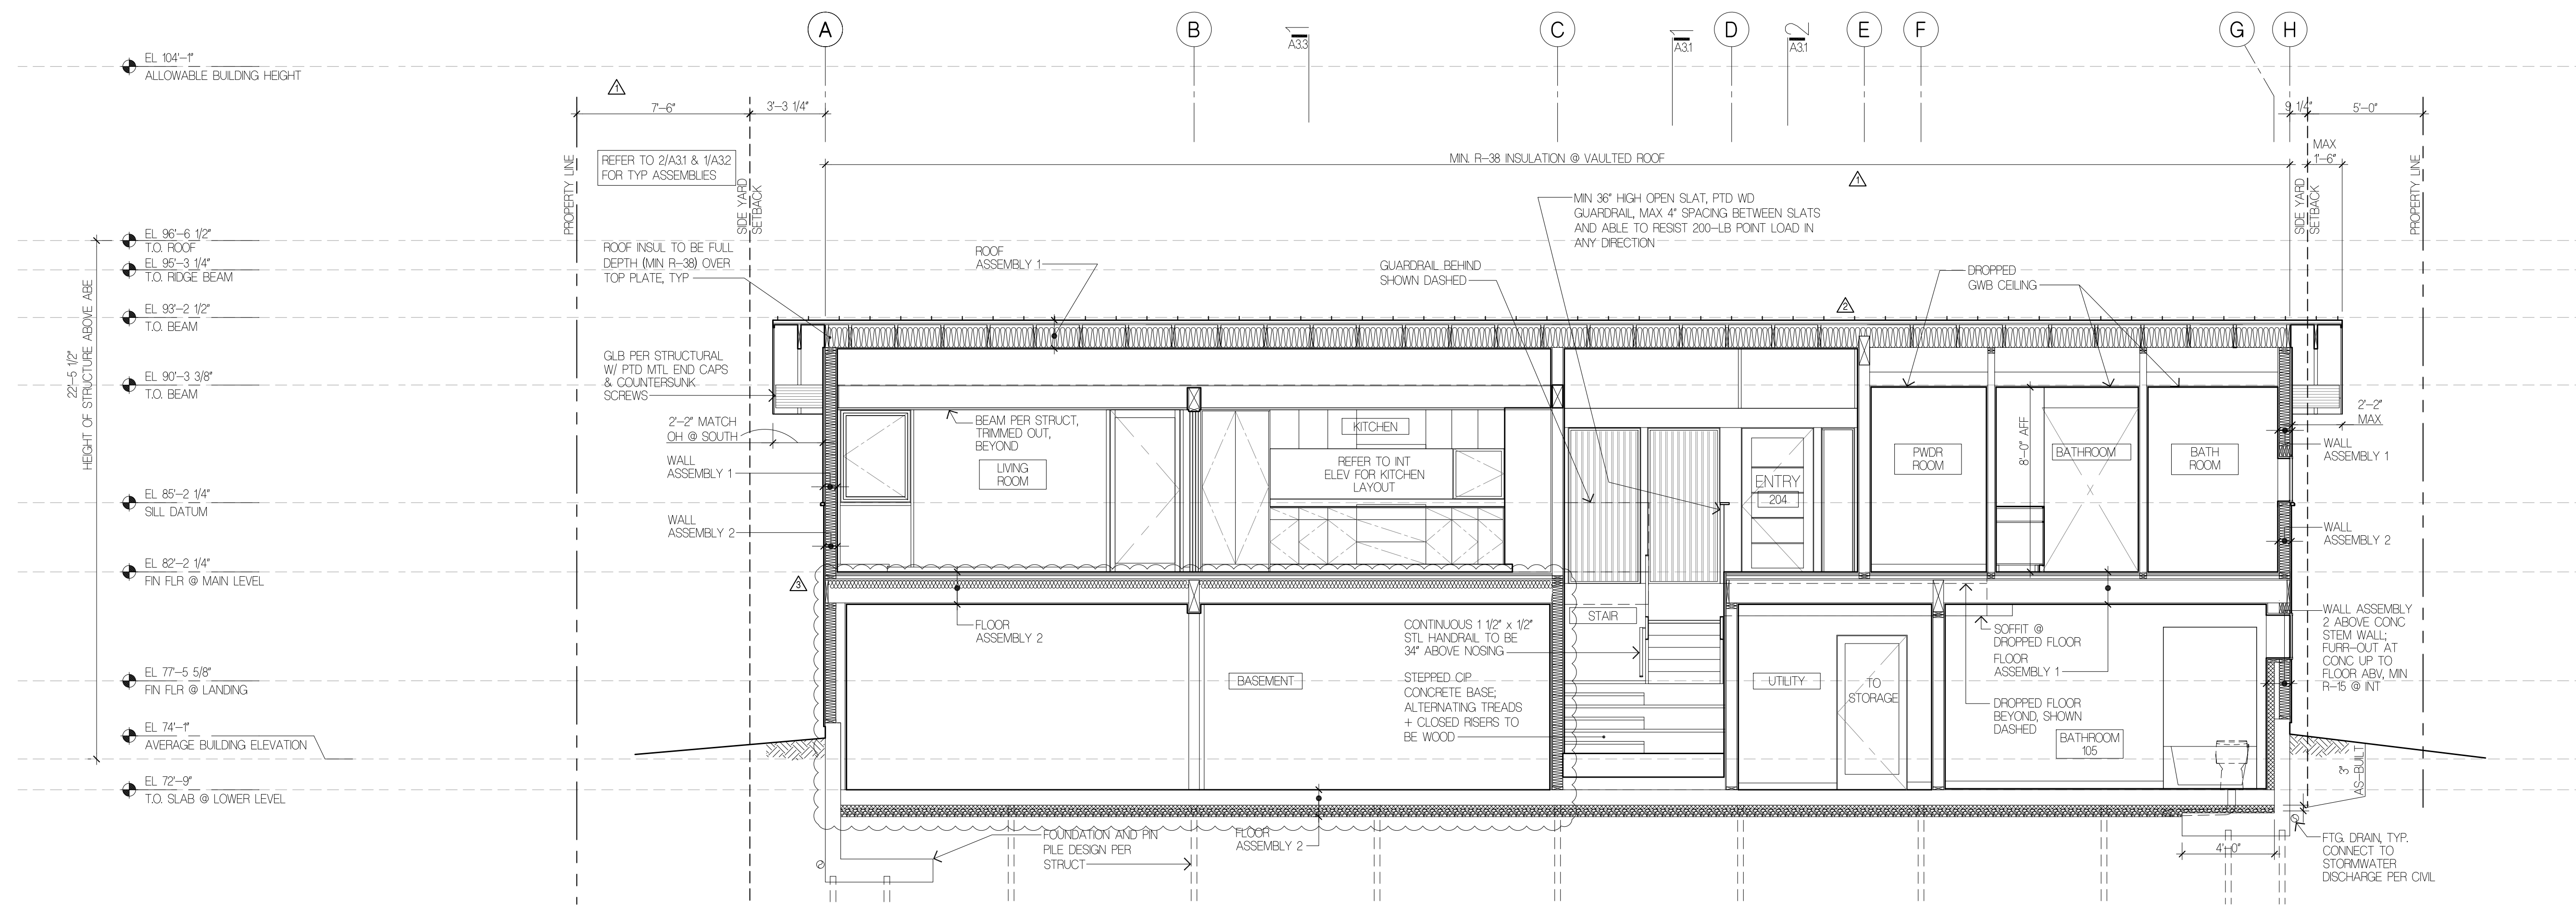 A
B
C
D
E
F
G
H
1
A3.3
1
A3.1
2
A3.1
EL 104'-1"
ALLOWABLE BUILDING HEIGHT
1
7'-6"
3'-3 1/4"
9 1/4"
5'-0"
MAX
1'-6"
PROPERTY LINE
SIDE YARD
SETBACK
REFER TO 2/A3.1 & 1/A3.2
FOR TYP ASSEMBLIES
MIN. R-38 INSULATION @ VAULTED ROOF
1
SIDE YARD
SETBACK
PROPERTY LINE
MIN 36" HIGH OPEN SLAT, PTD WD
GUARDRAIL, MAX 4" SPACING BETWEEN SLATS
AND ABLE TO RESIST 200-LB POINT LOAD IN
ANY DIRECTION
EL 96'-6 1/2"
T.O. ROOF
EL 95'-3 1/4"
T.O. RIDGE BEAM
EL 93'-2 1/2"
T.O. BEAM
EL 90'-3 3/8"
T.O. BEAM
EL 85'-2 1/4"
SILL DATUM
EL 82'-2 1/4"
FIN FLR @ MAIN LEVEL
EL 77'-5 5/8"
FIN FLR @ LANDING
EL 74'-1"
AVERAGE BUILDING ELEVATION
EL 72'-9"
T.O. SLAB @ LOWER LEVEL
22'-5 1/2"
HEIGHT OF STRUCTURE ABOVE ABE
ROOF INSUL TO BE FULL
DEPTH (MIN R-38) OVER
TOP PLATE, TYP
ROOF
ASSEMBLY 1
GUARDRAIL BEHIND
SHOWN DASHED
DROPPED
GWB CEILING
2
GLB PER STRUCTURAL
W/ PTD MTL END CAPS
& COUNTERSUNK
SCREWS
2'-2" MATCH
OH @ SOUTH
WALL
ASSEMBLY 1
WALL
ASSEMBLY 2
BEAM PER STRUCT,
TRIMMED OUT,
BEYOND
LIVING
ROOM
KITCHEN
REFER TO INT
ELEV FOR KITCHEN
LAYOUT
ENTRY
204
PWDR
ROOM
8'-0" AFF
BATHROOM
BATH
ROOM
2'-2"
MAX
WALL
ASSEMBLY 1
WALL
ASSEMBLY 2
3
FLOOR
ASSEMBLY 2
BASEMENT
STAIR
CONTINUOUS 1 1/2" x 1/2"
STL HANDRAIL TO BE
34" ABOVE NOSING
STEPPED CIP
CONCRETE BASE;
ALTERNATING TREADS
+ CLOSED RISERS TO
BE WOOD
UTILITY
TO
STORAGE
SOFFIT @
DROPPED FLOOR
FLOOR
ASSEMBLY 1
DROPPED FLOOR
BEYOND, SHOWN
DASHED
BATHROOM
105
WALL ASSEMBLY
2 ABOVE CONC
STEM WALL;
FURR-OUT AT
CONC UP TO
FLOOR ABV, MIN
R-15 @ INT
3"
AS-BUILT
FOUNDATION AND PIN
PILE DESIGN PER
STRUCT
FLOOR
ASSEMBLY 2
4'-0"
FTG. DRAIN, TYP.
CONNECT TO
STORMWATER
DISCHARGE PER CIVIL